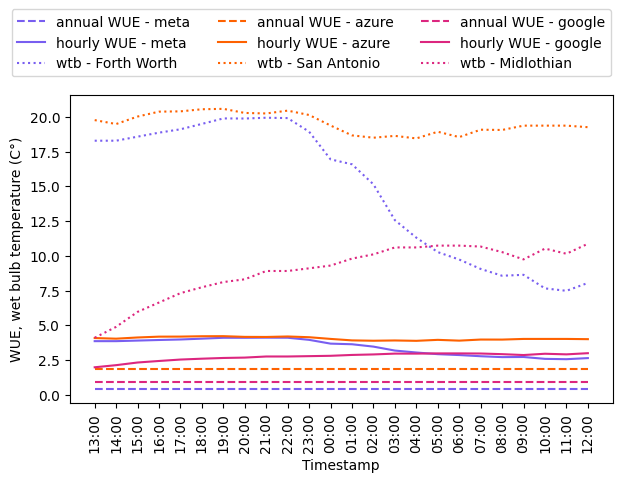 annual WUE - meta annual WUE - azure annual WUE - google
hourly WUE - meta hourly WUE - azure hourly WUE - google
wtb - Forth Worth wtb - San Antonio wtb - Midlothian
WUE, wet bulb temperature (C°)
20.0
17.5
15.0
12.5
10.0
7.5
5.0
2.5
0.0
13:00 14:00 15:00 16:00 17:00 18:00 19:00 20:00 21:00 22:00 23:00 00:00 01:00 02:00 03:00 04:00 05:00 06:00 07:00 08:00 09:00 10:00 11:00 12:00
Timestamp